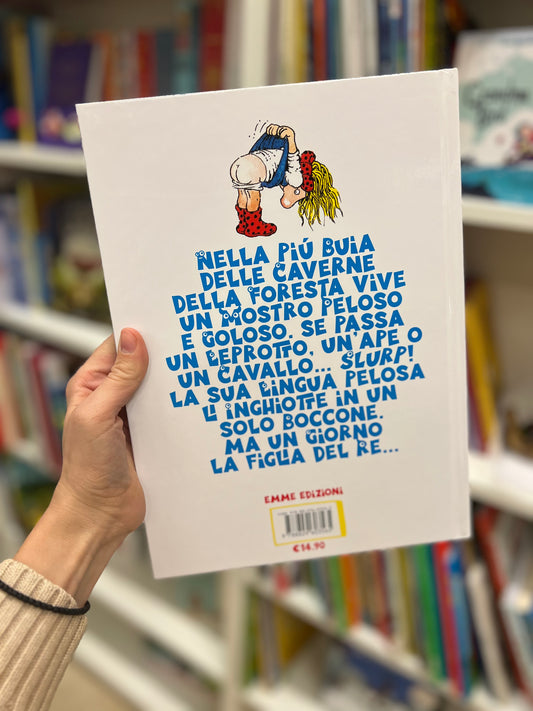 NELLA PIÚ BUIA
DELLE CAVERNE
DELLA FORESTA VIVE
UN MOSTRO PELOSO
E GOLOSO. SE PASSA
UN LEPROTTO, UN'APE O
UN CAVALLO... SLURP!
LA SUA LINGUA PELOSA
LI INGHIOTTE IN UN
SOLO BOCCONE.
MA UN GIORNO
LA FIGLIA DEL RE...
EMME EDIZIONI
€14,90